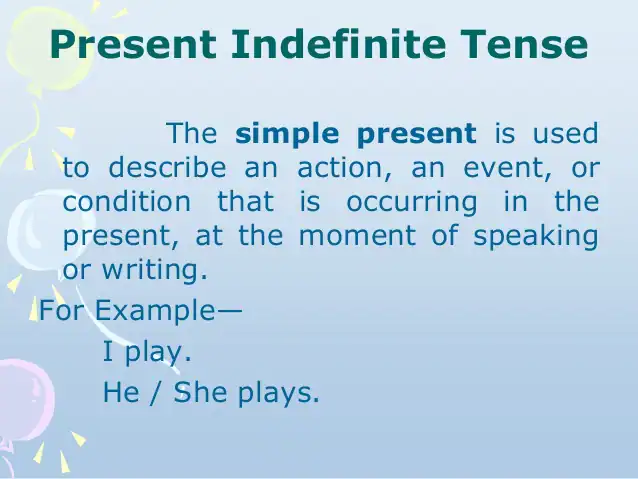 Present Indefinite Tense
The simple present is used
to describe an action, an event, or
condition that is occurring in the
present, at the moment of speaking
or writing.
For Example—
I play.
He / She plays.